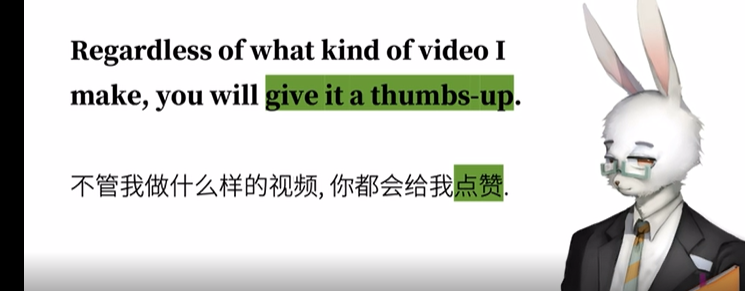 Regardless of what kind of video I
make, you will give it a thumbs-up.
不管我做什么样的视频, 你都会给我点赞.